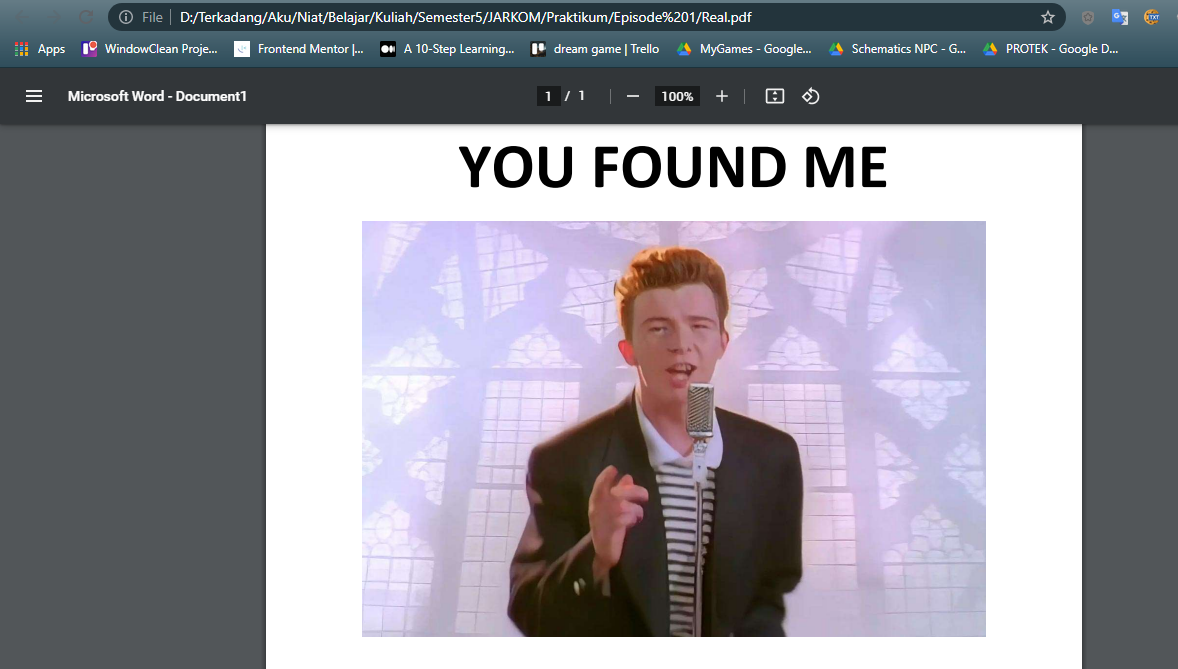 File
D:/Terkadang/Aku/Niat/Belajar/Kuliah/Semester5/JARKOM/Praktikum/Episode%201/Real.pdf
Apps WindowClean Proje... Frontend Mentor |... A 10-Step Learning... dream game | Trello MyGames - Google... Schematics NPC - G... PROTEK - Google D...
Microsoft Word - Document1 1 / 1 100%
YOU FOUND ME